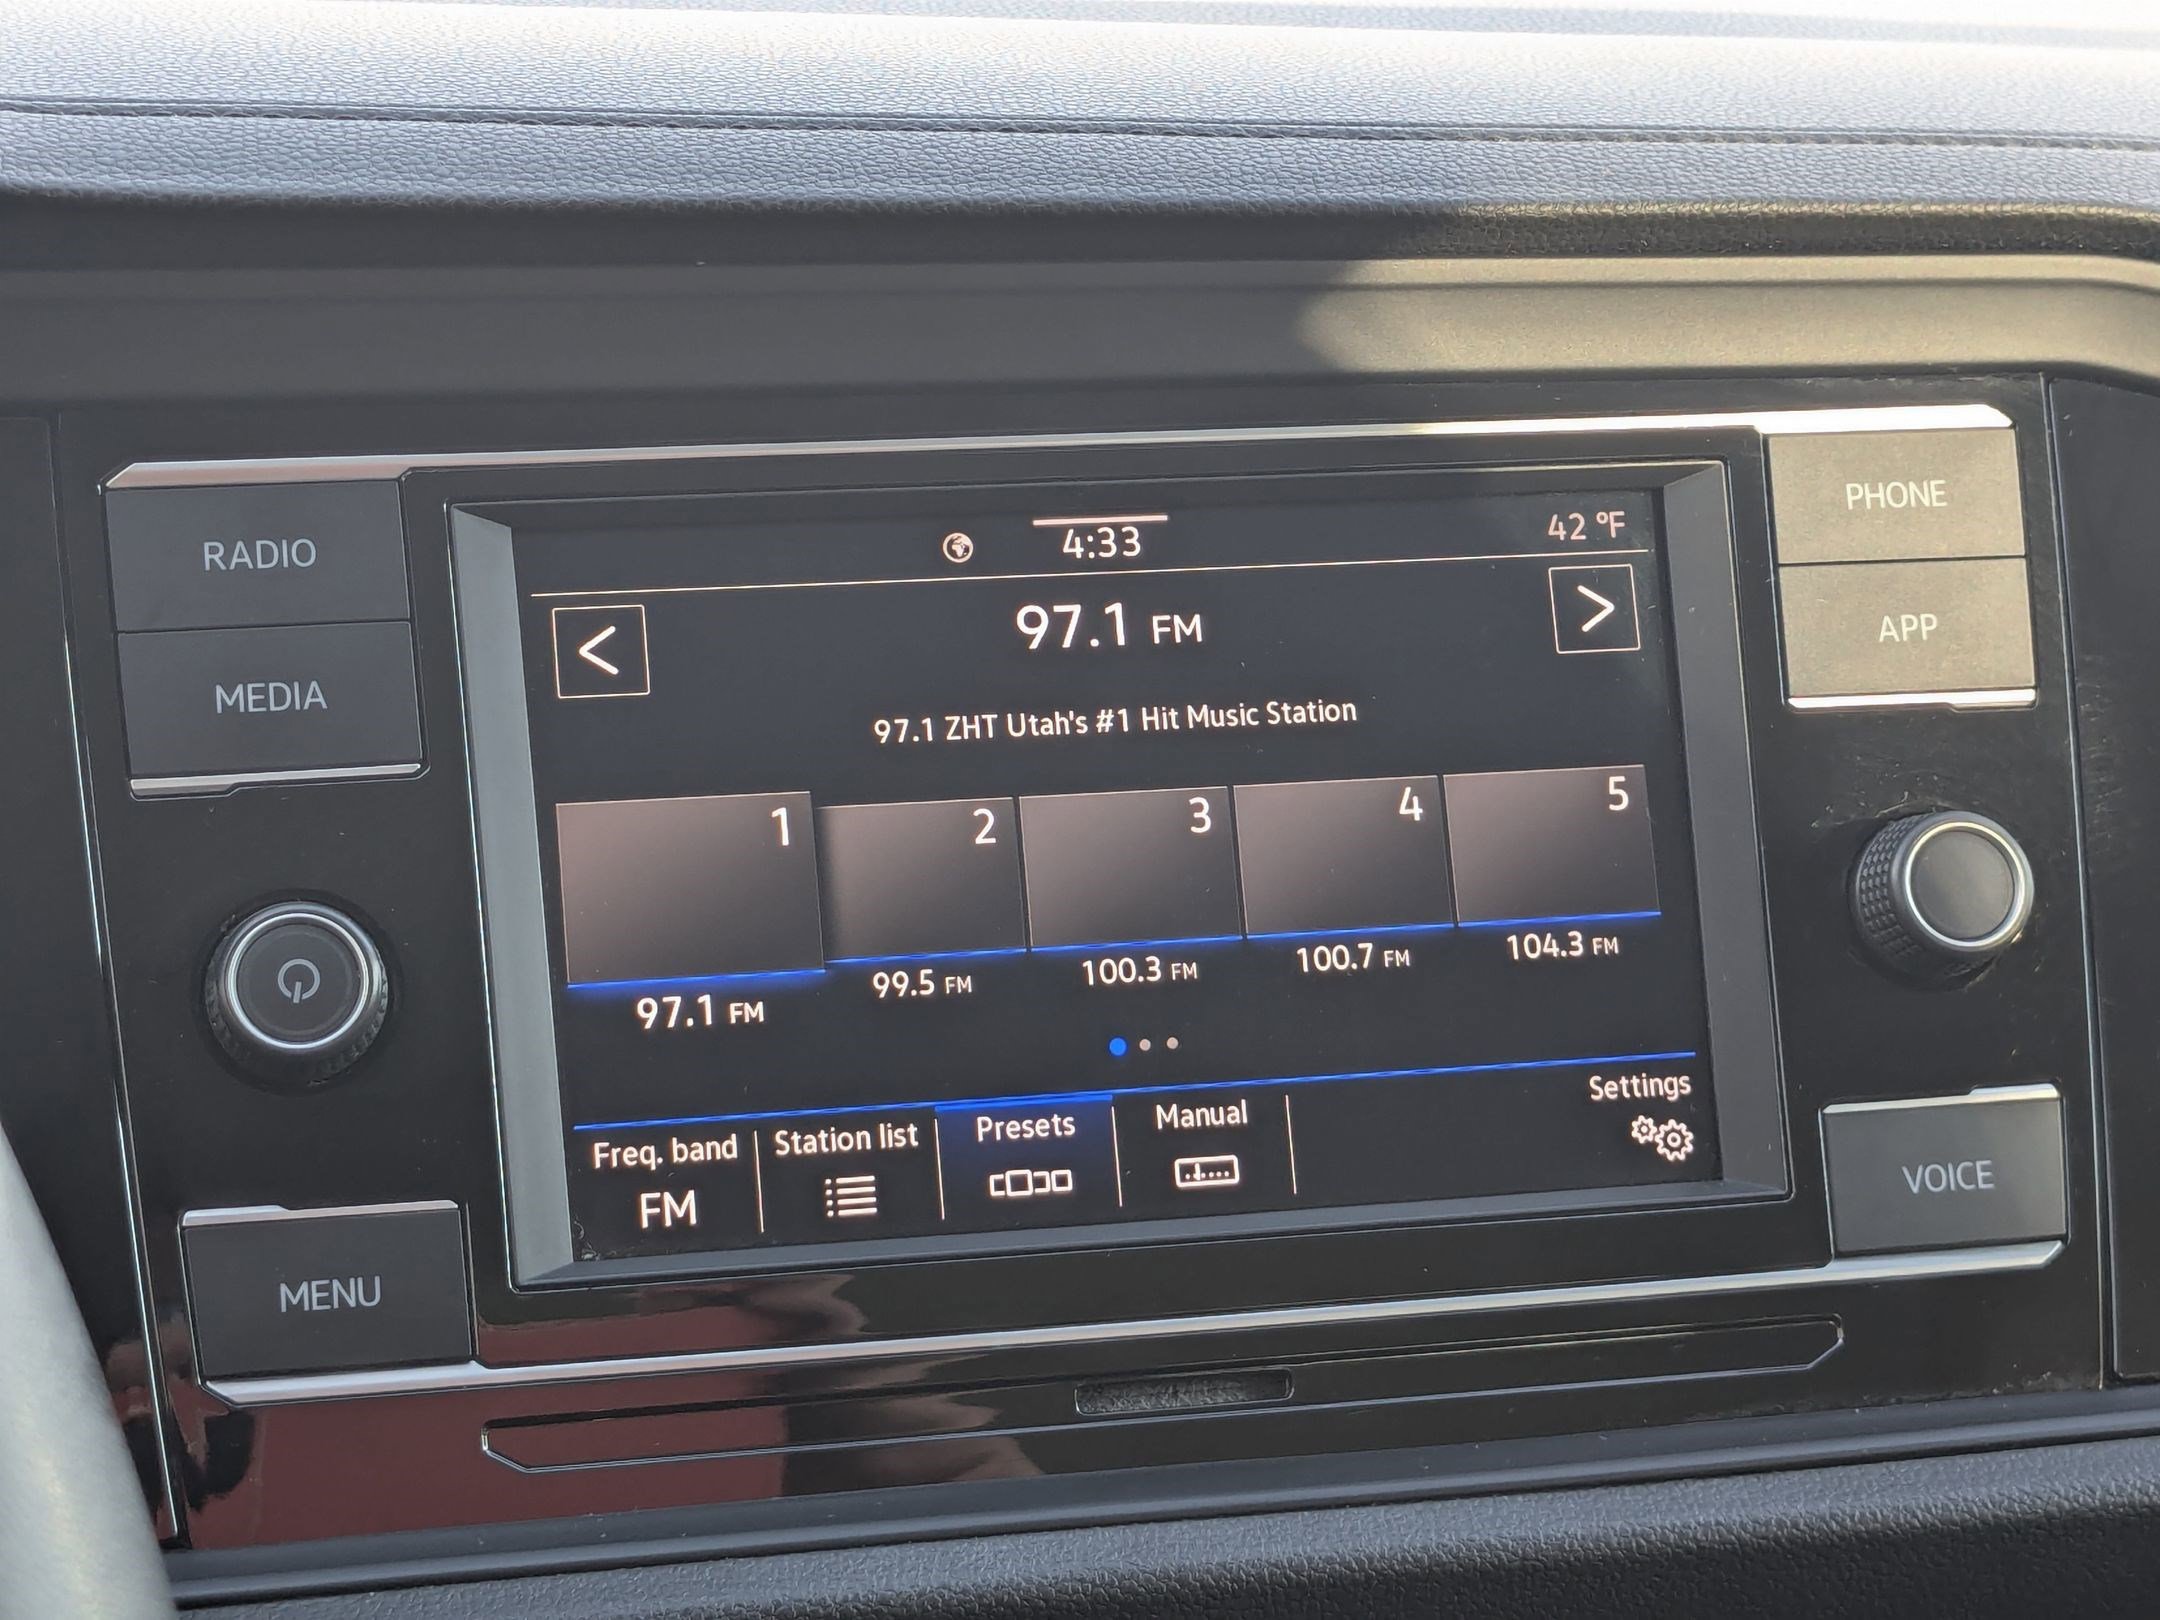 RADIO
MEDIA
MENU
4:33
42 °F
97.1 FM
97.1 ZHT Utah's #1 Hit Music Station
1
2
3
4
5
97.1 FM
99.5 FM
100.3 FM
100.7 FM
104.3 FM
Freq. band
FM
Station list
Presets
Manual
Settings
PHONE
APP
VOICE